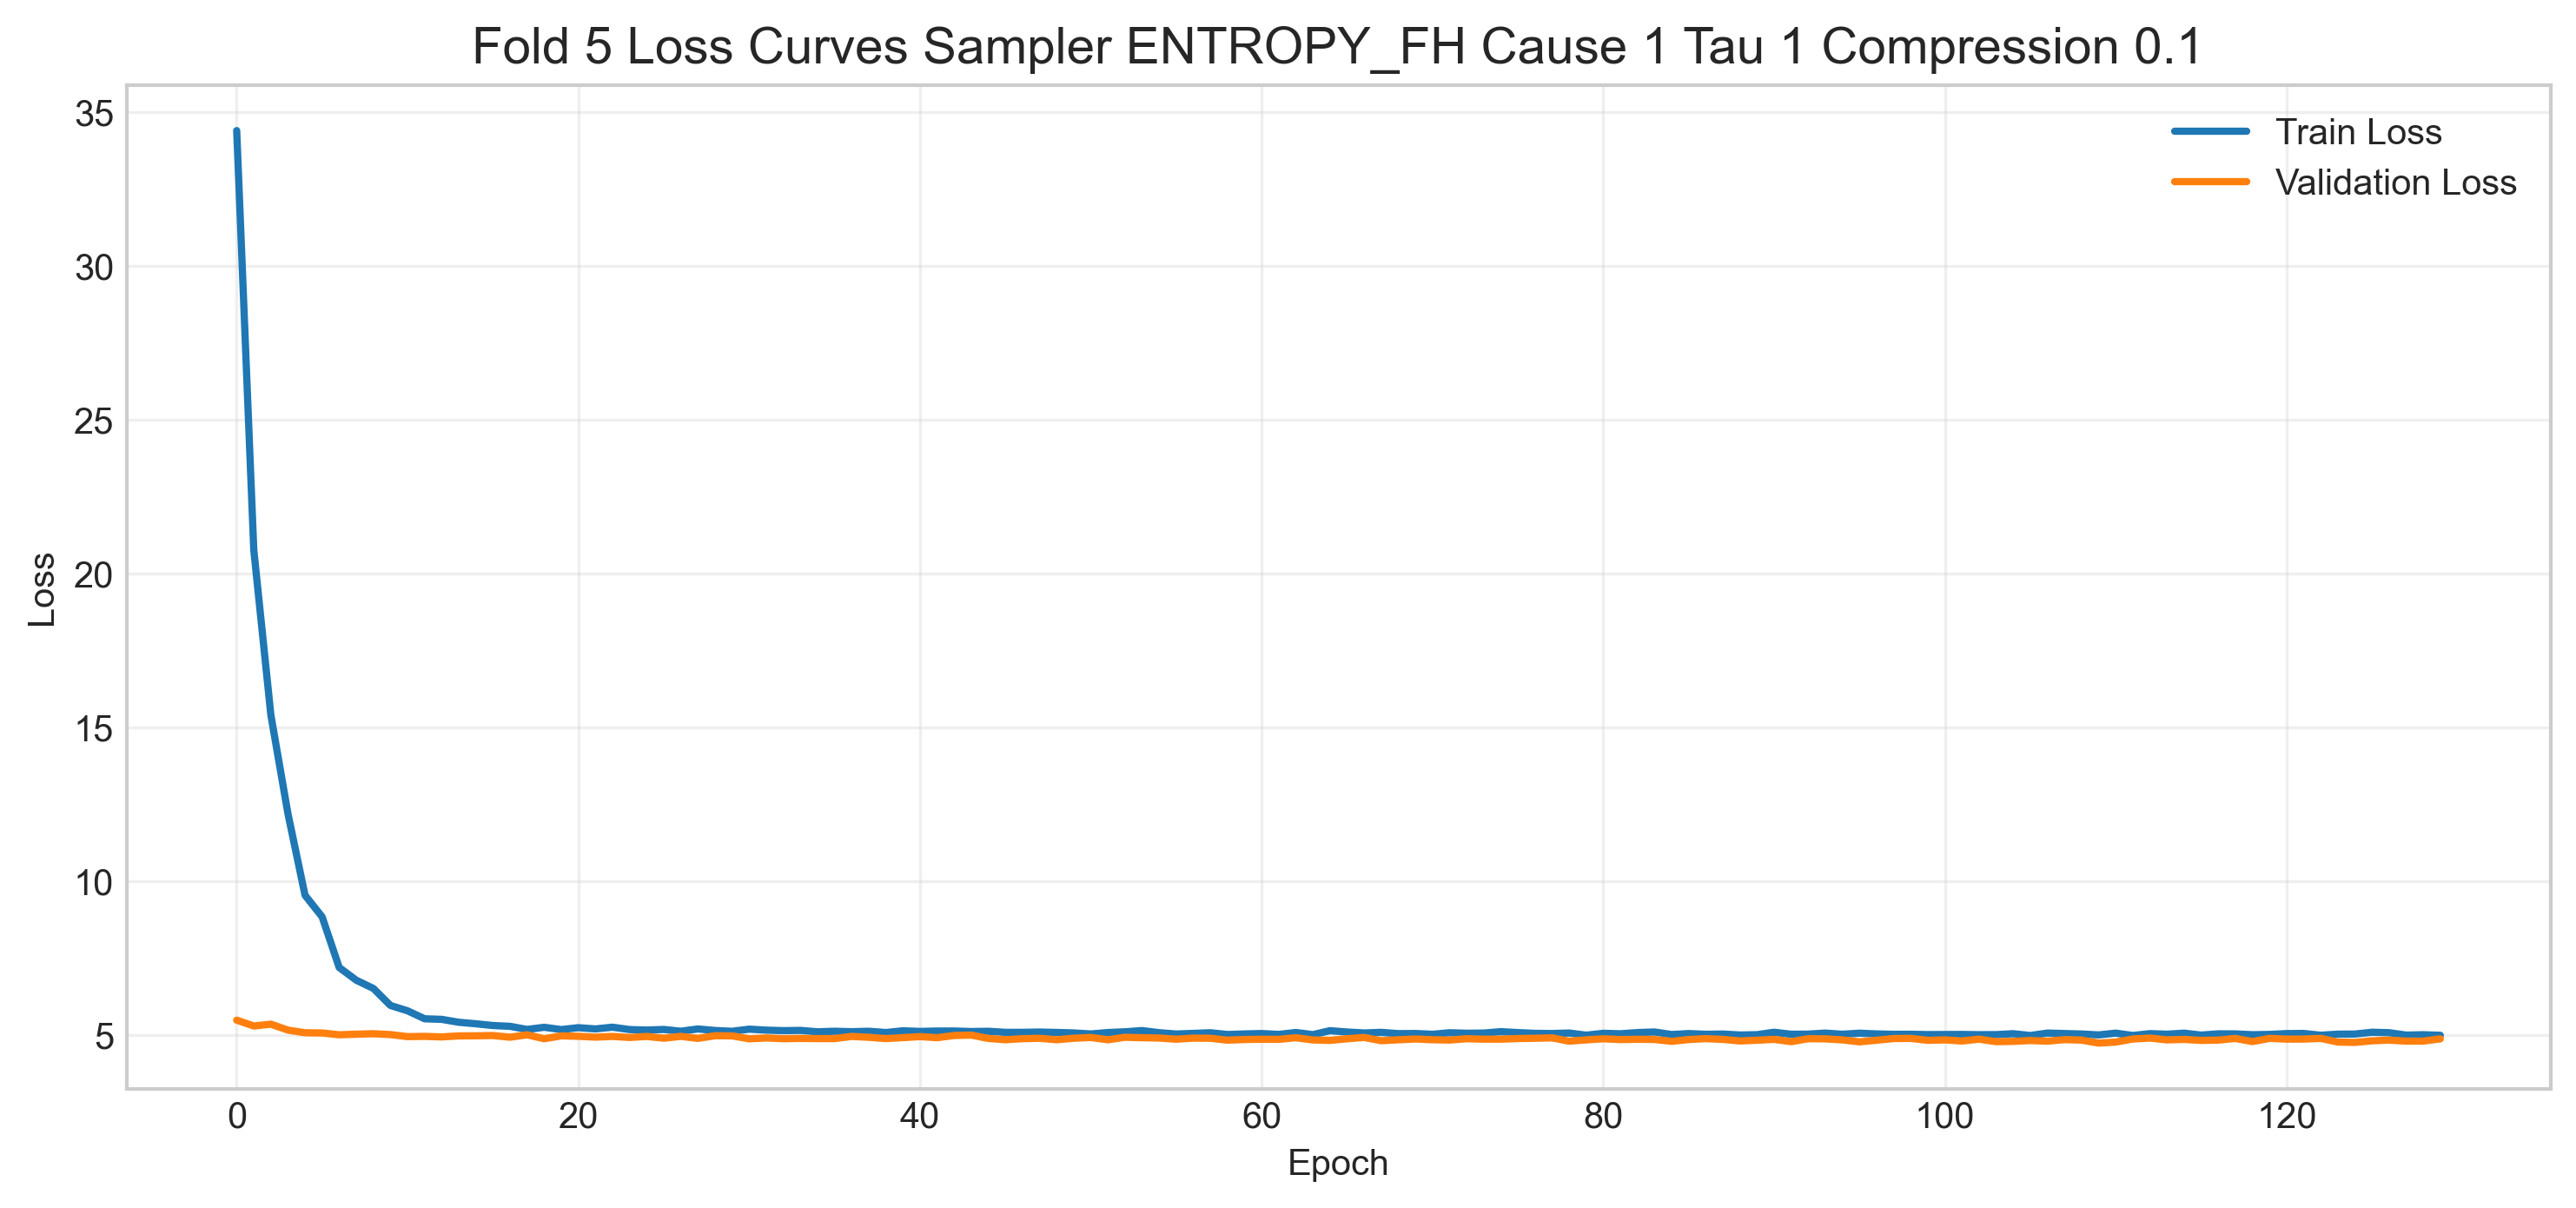 Fold 5 Loss Curves Sampler ENTROPY_FH Cause 1 Tau 1 Compression 0.1
35
30
25
20
15
10
5
Loss
Train Loss
Validation Loss
0 20 40 60 80 100 120
Epoch